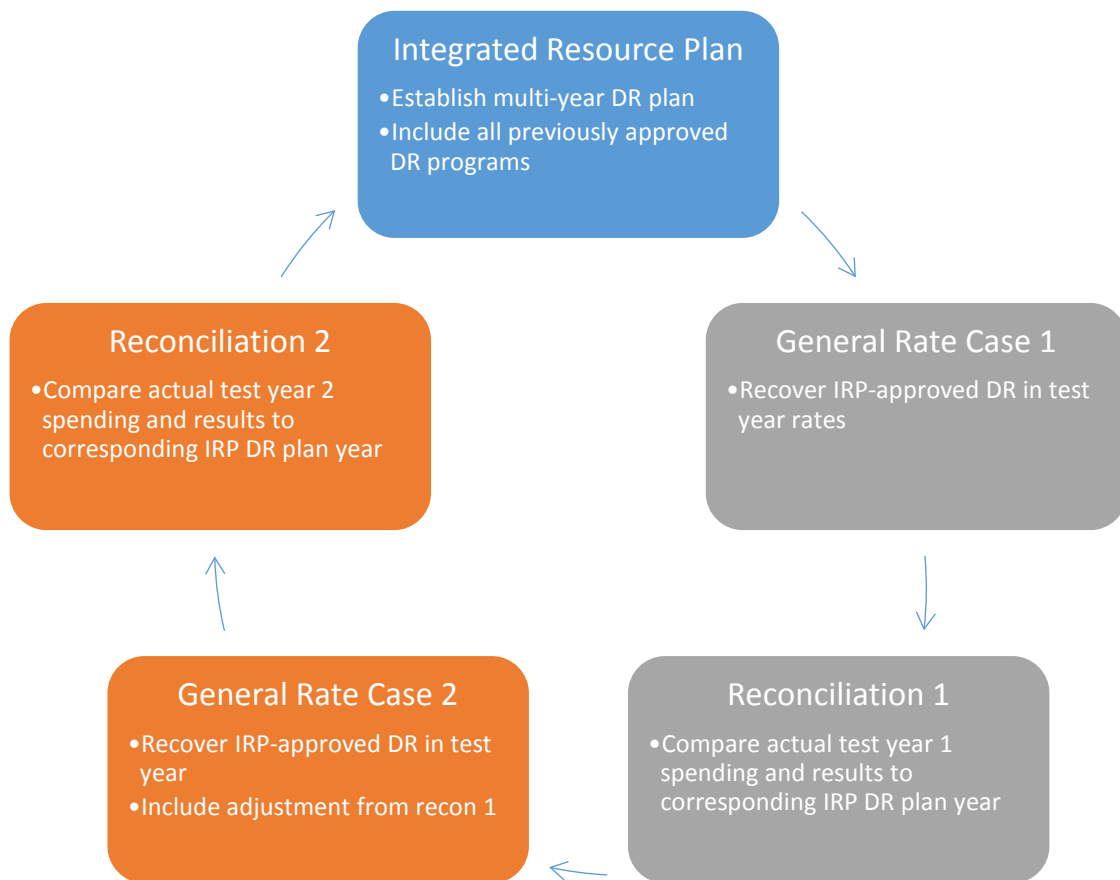 Integrated Resource Plan
•Establish multi-year DR plan
•Include all previously approved
DR programs
General Rate Case 1
•Recover IRP-approved DR in test
year rates
Reconciliation 1
•Compare actual test year 1
spending and results to
corresponding IRP DR plan year
General Rate Case 2
•Recover IRP-approved DR in test
year
•Include adjustment from recon 1
Reconciliation 2
•Compare actual test year 2
spending and results to
corresponding IRP DR plan year